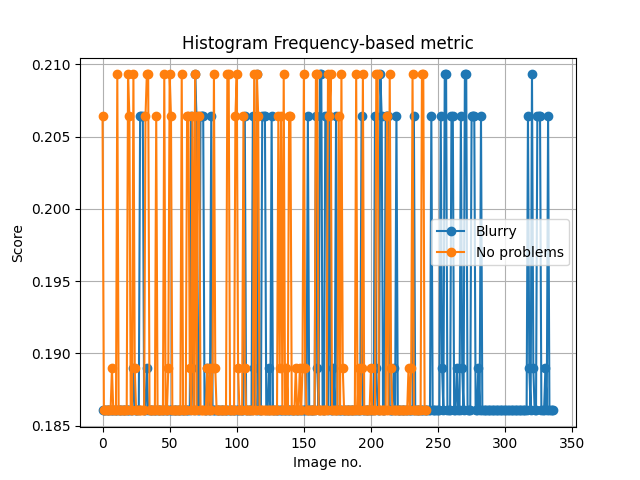 Histogram Frequency-based metric
0.210
0.205
0.200
0.195
0.190
0.185
Score
Blurry
No problems
0 50 100 150 200 250 300 350
Image no.